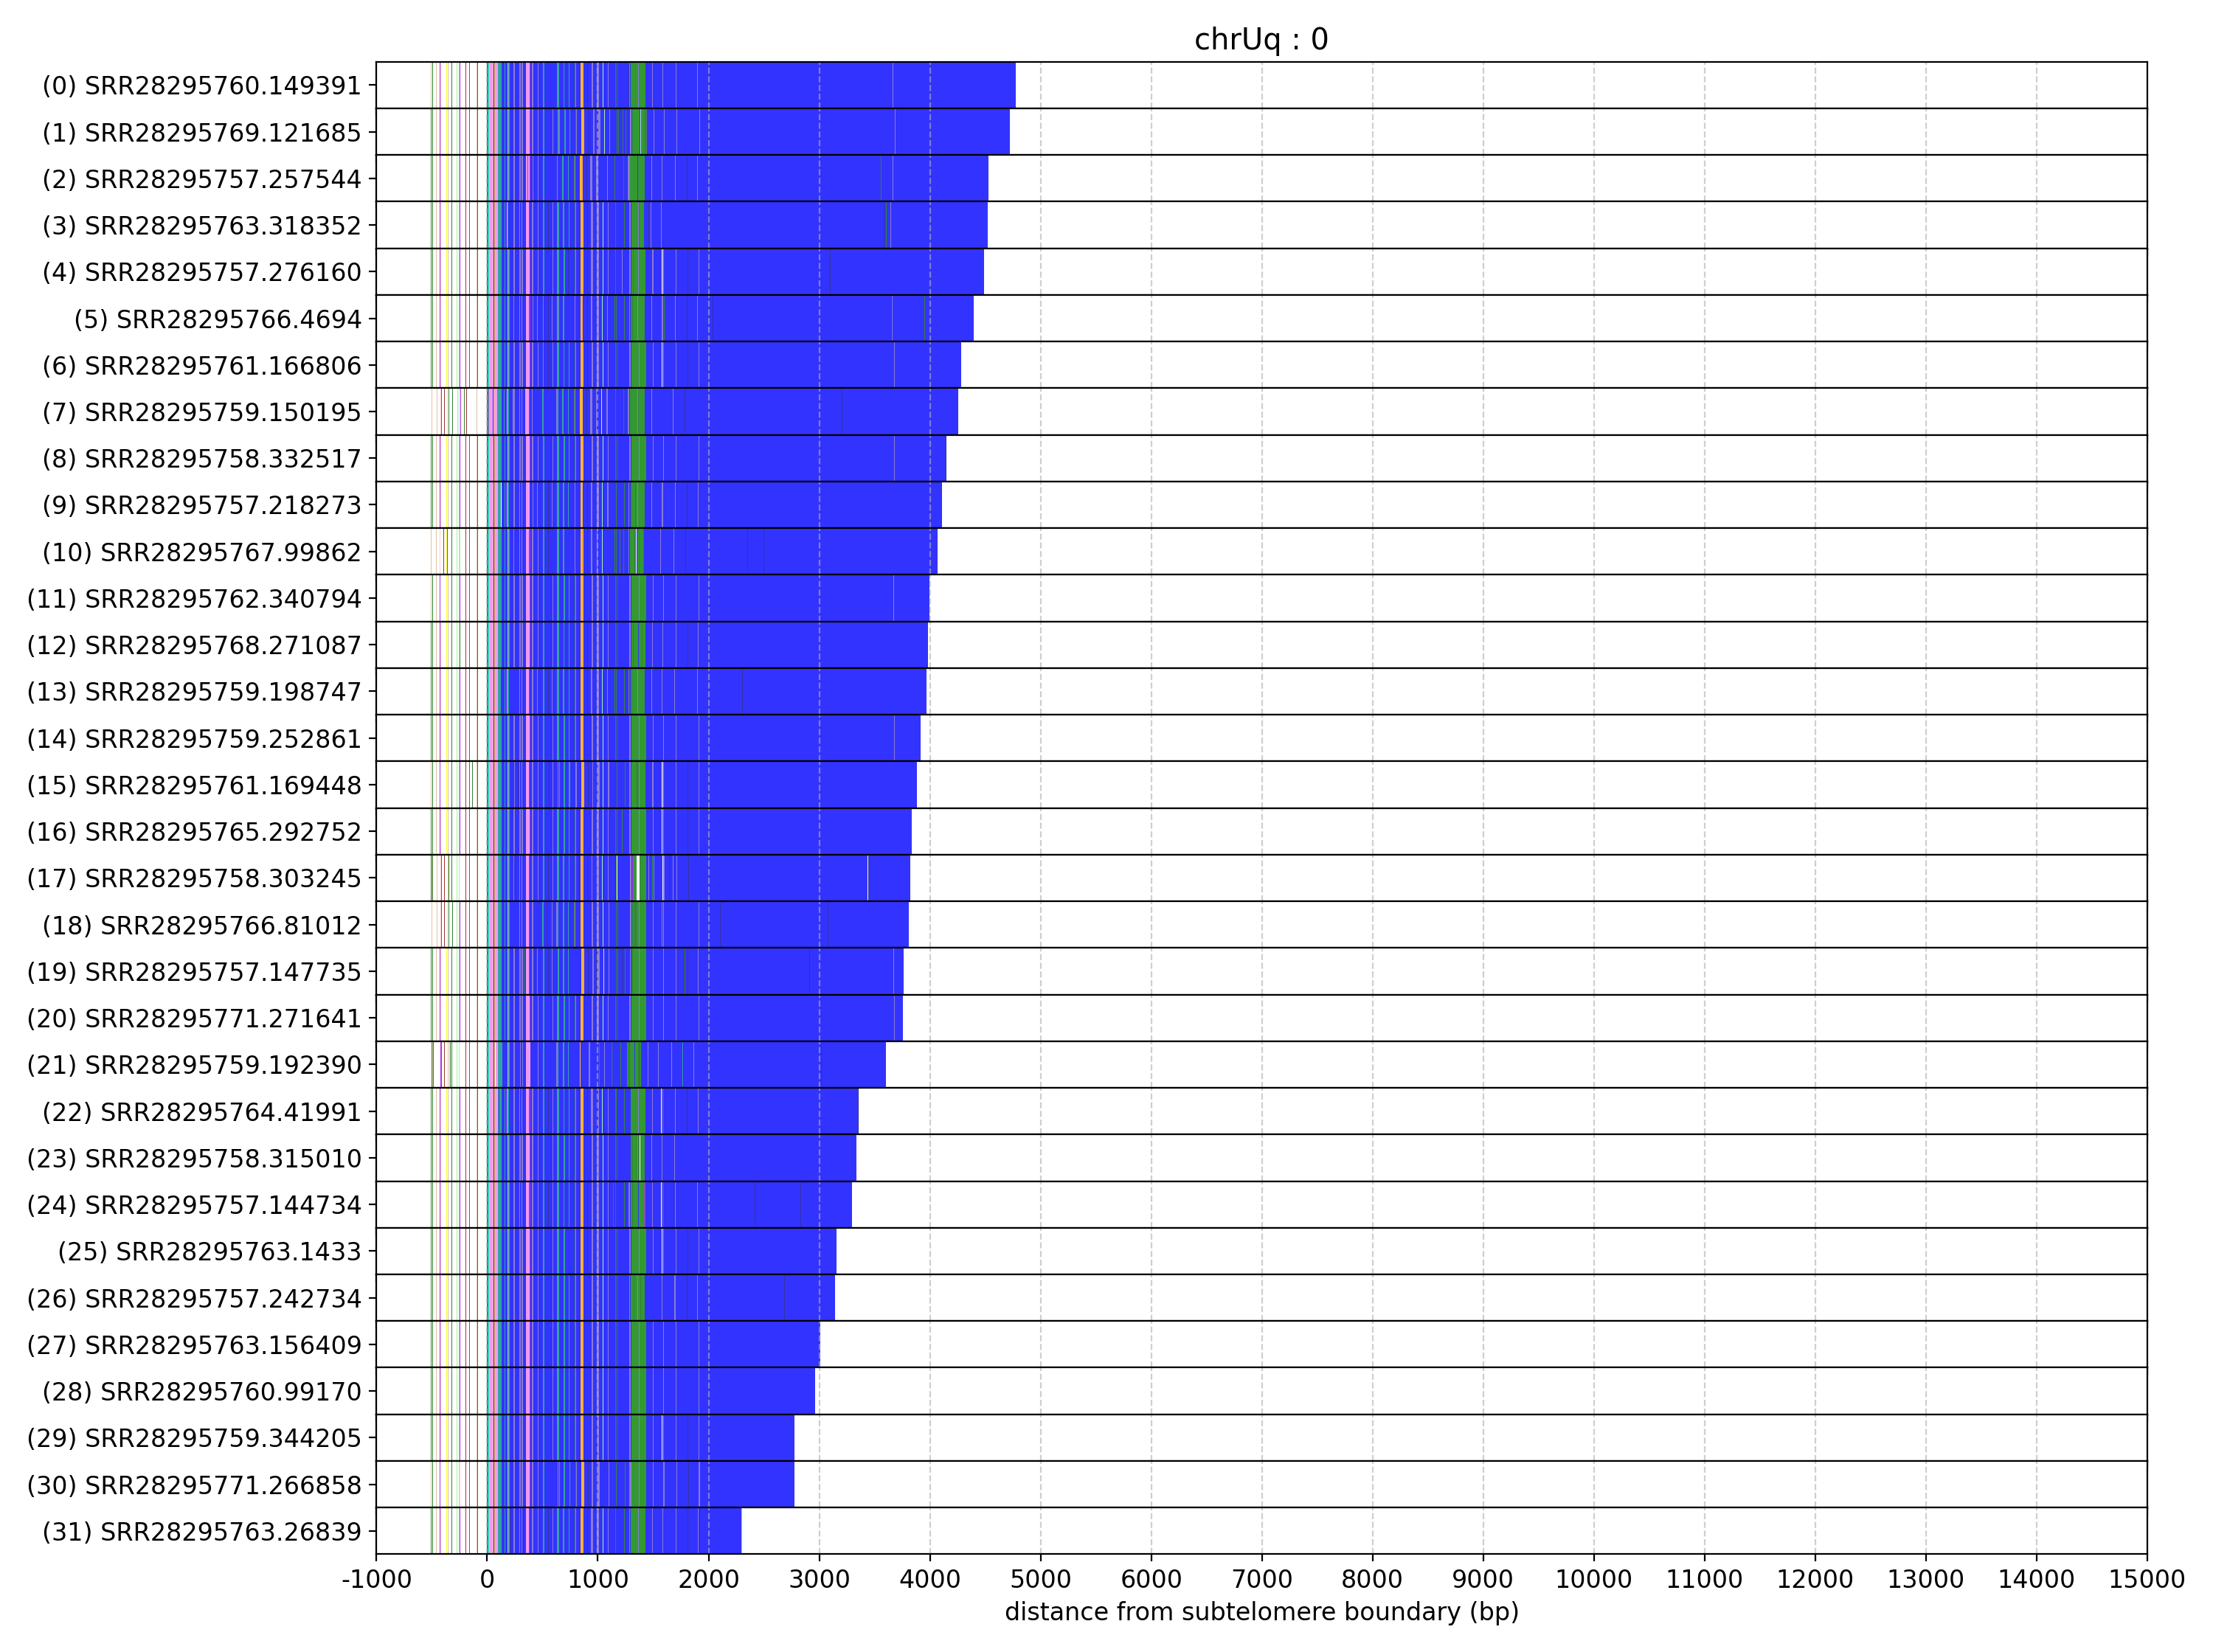 chrUq : 0
(0) SRR28295760.149391
(1) SRR28295769.121685
(2) SRR28295757.257544
(3) SRR28295763.318352
(4) SRR28295757.276160
(5) SRR28295766.4694
(6) SRR28295761.166806
(7) SRR28295759.150195
(8) SRR28295758.332517
(9) SRR28295757.218273
(10) SRR28295767.99862
(11) SRR28295762.340794
(12) SRR28295768.271087
(13) SRR28295759.198747
(14) SRR28295759.252861
(15) SRR28295761.169448
(16) SRR28295765.292752
(17) SRR28295758.303245
(18) SRR28295766.81012
(19) SRR28295757.147735
(20) SRR28295771.271641
(21) SRR28295759.192390
(22) SRR28295764.41991
(23) SRR28295758.315010
(24) SRR28295757.144734
(25) SRR28295763.1433
(26) SRR28295757.242734
(27) SRR28295763.156409
(28) SRR28295760.99170
(29) SRR28295759.344205
(30) SRR28295771.266858
(31) SRR28295763.26839
-1000 0 1000 2000 3000 4000 5000 6000 7000 8000 9000 10000 11000 12000 13000 14000 15000
distance from subtelomere boundary (bp)